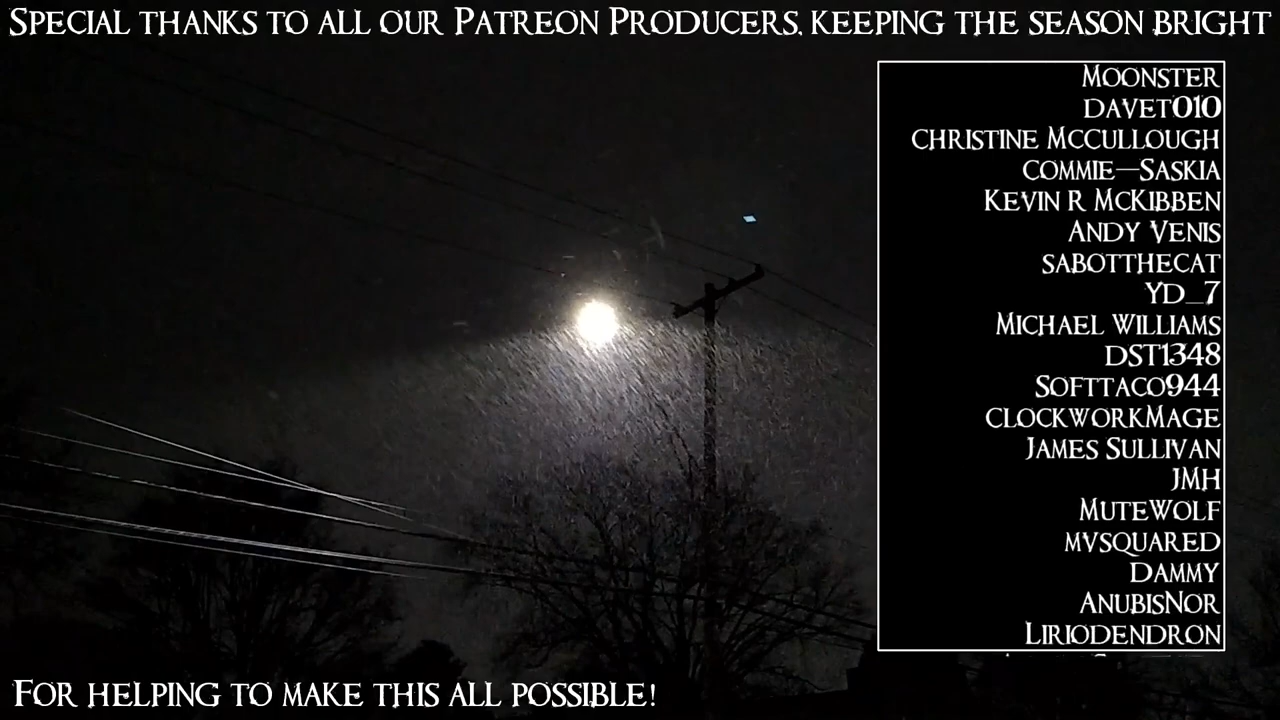 Special thanks to all our Patreon Producers, keeping the season bright
Moonster
davet010
christine Mccullough
commie-Saskia
Kevin R McKibben
Andy Venis
sabotthecat
YD_7
Michael Williams
dst1348
Softtaco944
clockworkMage
James Sullivan
JMH
MuteWolf
mvsquared
Dammy
AnubisNor
Liriodendron
For helping to make this all possible!